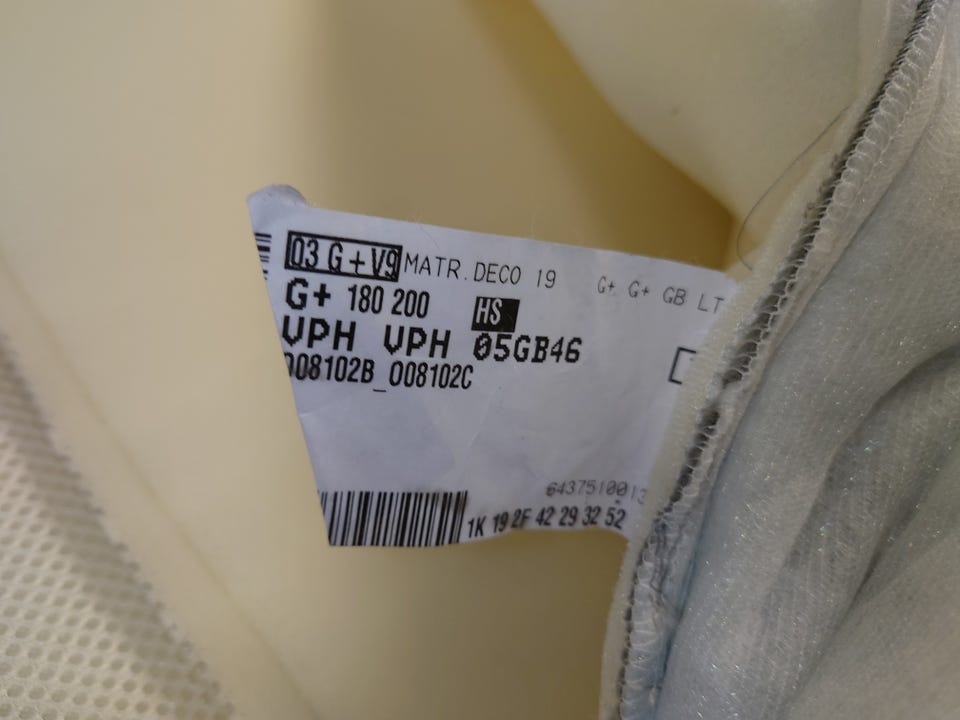 03 G+V9 MATR.DECO 19 G+ G+ GB LT
G+ 180 200 HS
VPH VPH 05GB46
008102B_008102C
6437510013
1K 19 2F 42 29 32 52